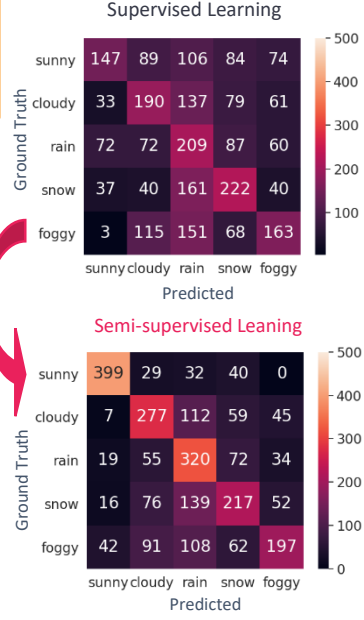 Supervised Learning
sunny 147 89 106 84 74
cloudy 33 190 137 79 61
rain 72 72 209 87 60
snow 37 40 161 222 40
foggy 3 115 151 68 163
sunny cloudy rain snow foggy
Predicted
Ground Truth
500
400
300
200
100
Semi-supervised Leaning
sunny 399 29 32 40 0
cloudy 7 277 112 59 45
rain 19 55 320 72 34
snow 16 76 139 217 52
foggy 42 91 108 62 197
sunny cloudy rain snow foggy
Predicted
Ground Truth
500
400
300
200
100
0